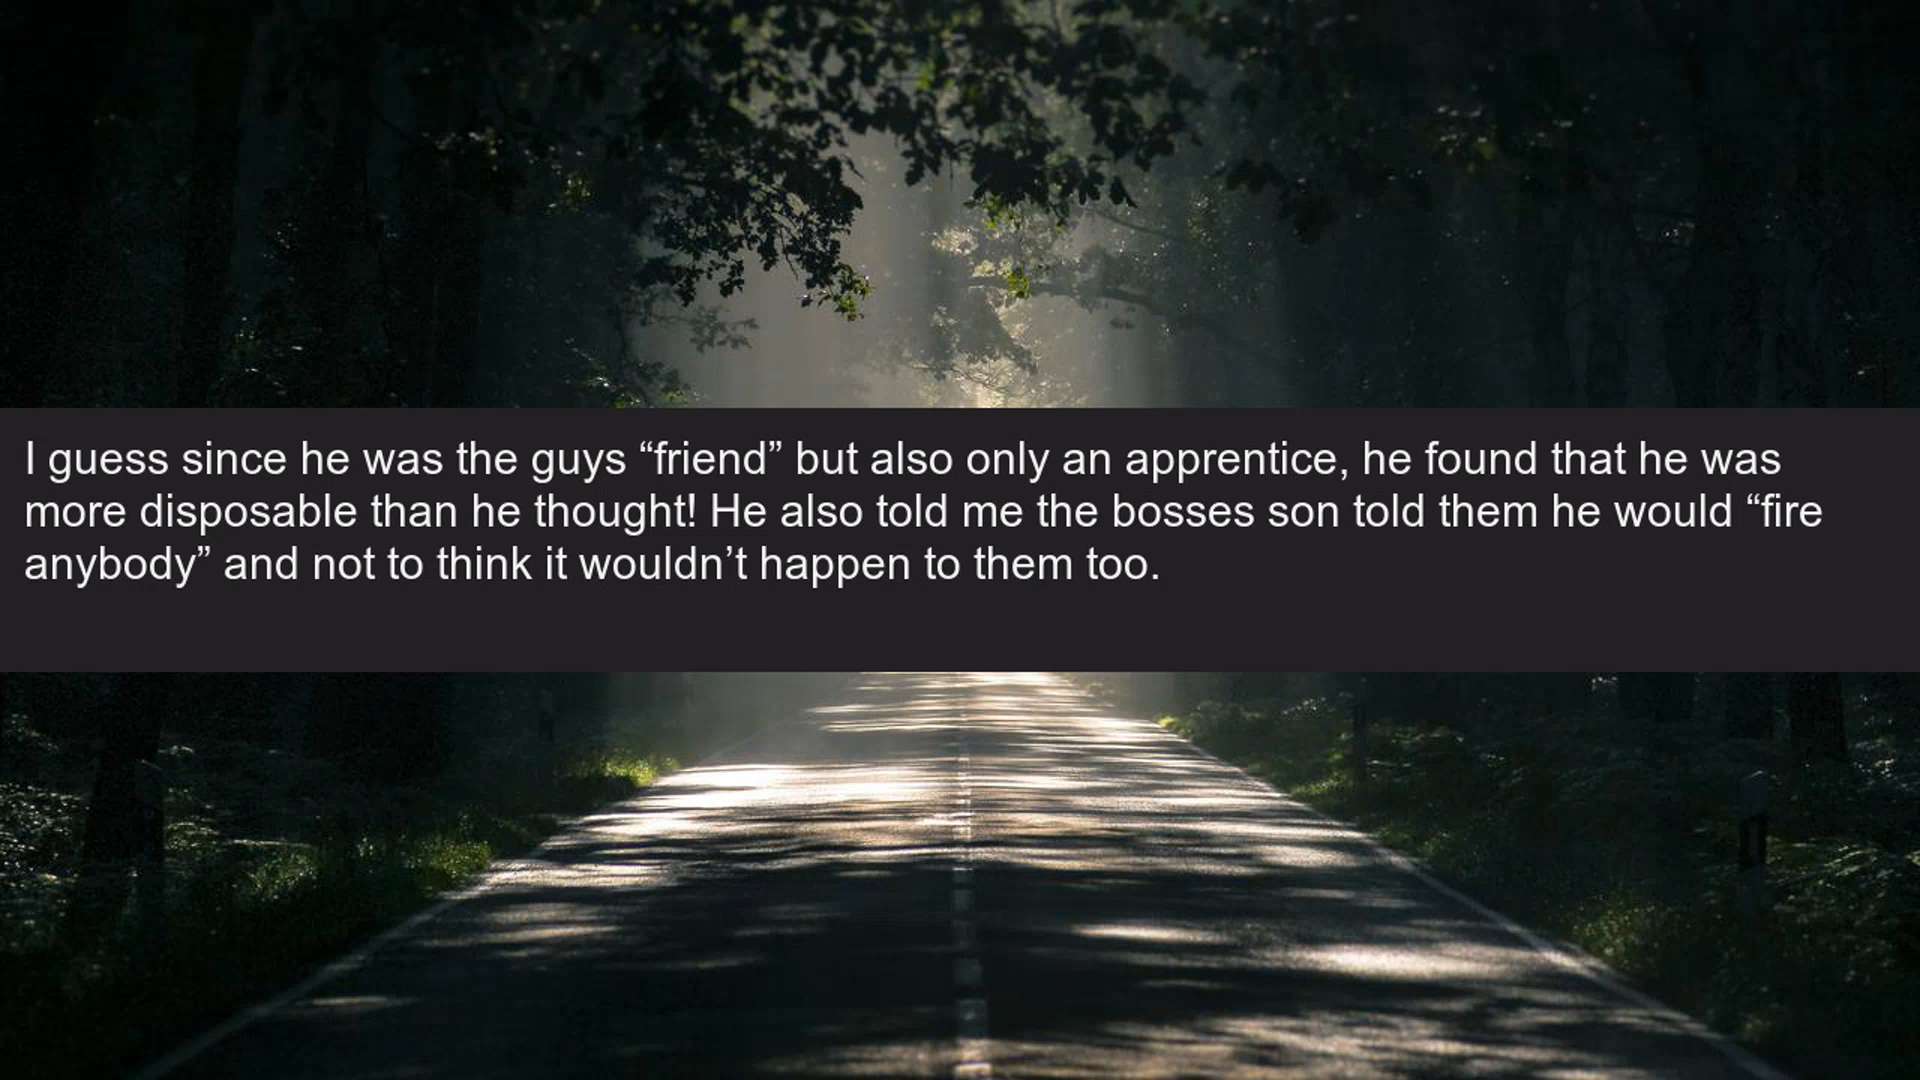 I guess since he was the guys “friend” but also only an apprentice, he found that he was
more disposable than he thought! He also told me the bosses son told them he would “fire
anybody” and not to think it wouldn’t happen to them too.